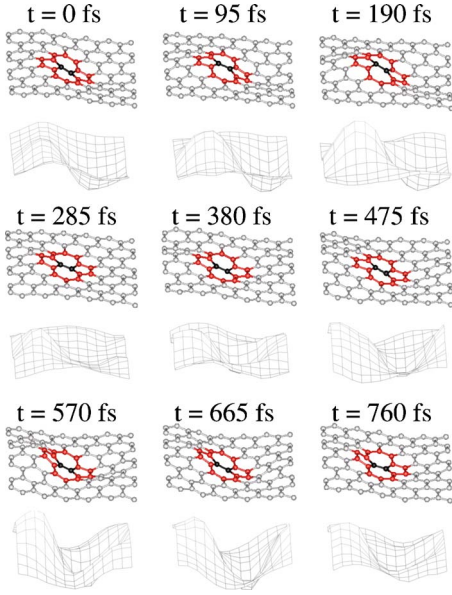 t = 0 fs
t = 95 fs
t = 190 fs
t = 285 fs
t = 380 fs
t = 475 fs
t = 570 fs
t = 665 fs
t = 760 fs